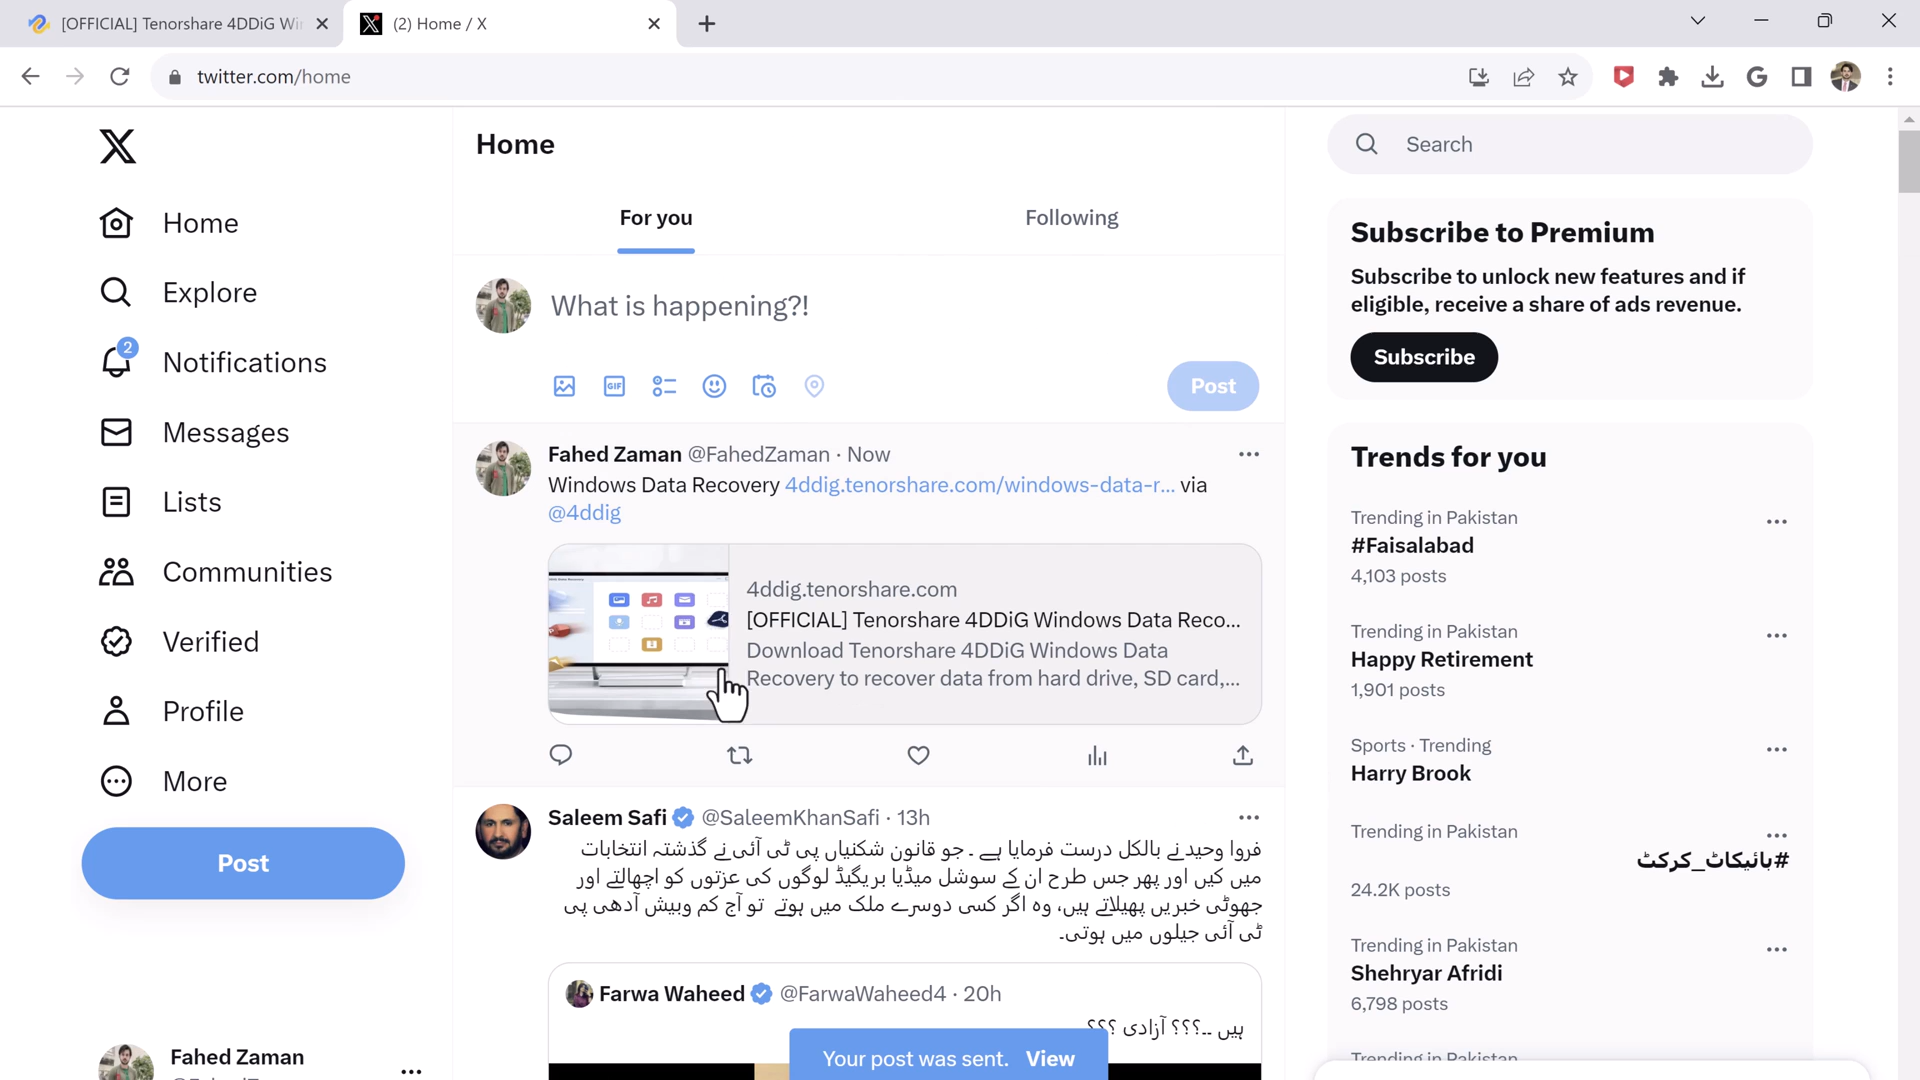 [OFFICIAL] Tenorshare 4DDiG Wi
(2) Home / X
twitter.com/home
Home
Explore
2
Notifications
Messages
Lists
Communities
Verified
Profile
More
Post
Fahed Zaman
Home
For you
Following
What is happening?!
GIF
Post
Fahed Zaman @FahedZaman · Now
Windows Data Recovery 4ddig.tenorshare.com/windows-data-r... via
@4ddig
4ddig.tenorshare.com
[OFFICIAL] Tenorshare 4DDiG Windows Data Reco...
Download Tenorshare 4DDiG Windows Data
Recovery to recover data from hard drive, SD card,...
Saleem Safi @SaleemKhanSafi · 13h
فروا وحید نے بالکل درست فرمایا ہے ۔ جو قانون شکنیاں پی ٹی آئی نے گذشتہ انتخابات
میں کیں اور پھر جس طرح ان کے سوشل میڈیا بریگیڈ لوگوں کی عزتوں کو اچھالتے اور
جھوٹی خبریں پھیلاتے ہیں، وہ اگر کسی دوسرے ملک میں ہوتے تو آج کم وبیش آدھی پی
ٹی آئی جیلوں میں ہوتی۔
Farwa Waheed @FarwaWaheed4 · 20h
ہیں ۔۔؟؟؟ آزادی ؟؟؟
Your post was sent. View
Search
Subscribe to Premium
Subscribe to unlock new features and if
eligible, receive a share of ads revenue.
Subscribe
Trends for you
Trending in Pakistan
#Faisalabad
4,103 posts
Trending in Pakistan
Happy Retirement
1,901 posts
Sports · Trending
Harry Brook
Trending in Pakistan
#بائیکاٹ_کرکٹ
24.2K posts
Trending in Pakistan
Shehryar Afridi
6,798 posts
Trending in Pakistan